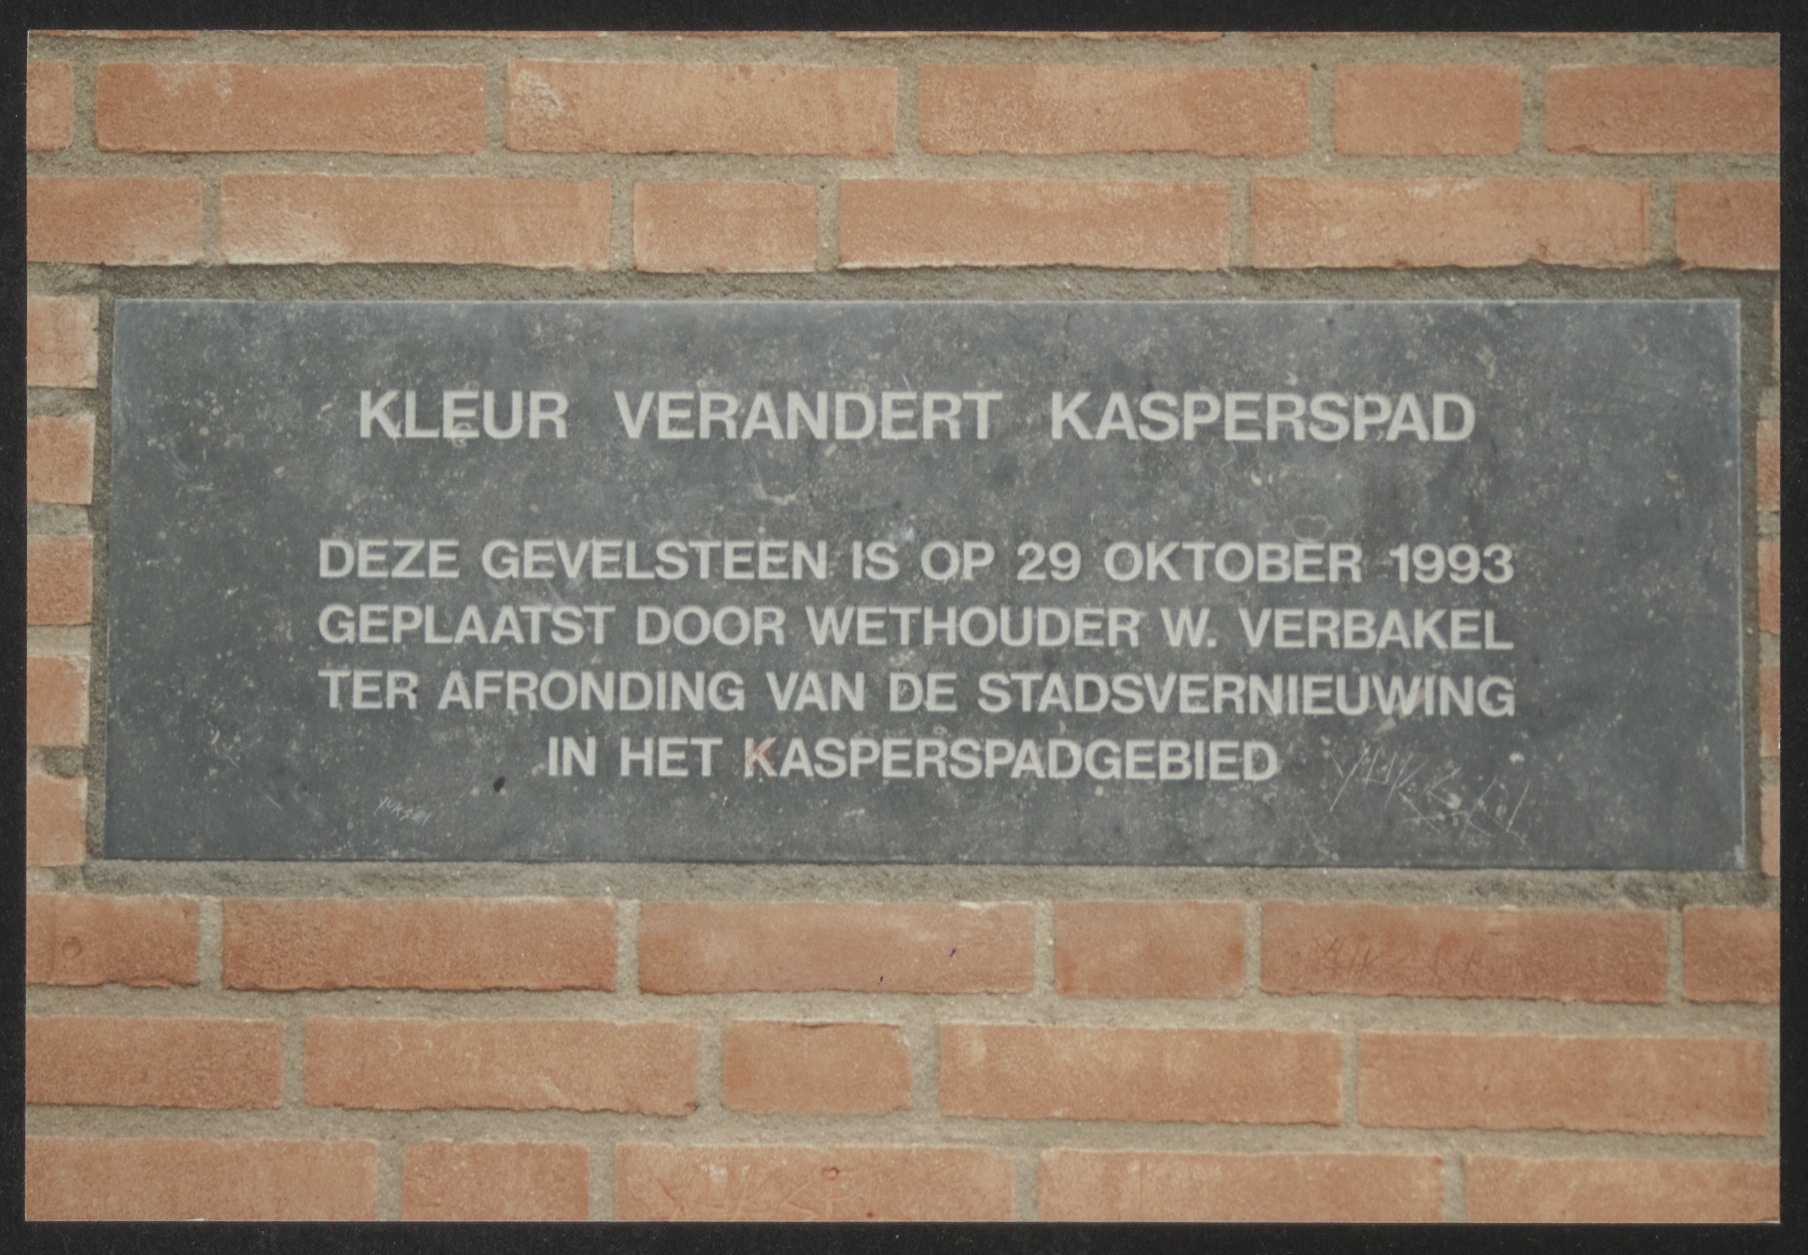 KLEUR VERANDERT KASPERSPAD
DEZE GEVELSTEEN IS OP 29 OKTOBER 1993
GEPLAATST DOOR WETHOUDER W. VERBAKEL
TER AFRONDING VAN DE STADSVERNIEUWING
IN HET KASPERSPADGEBIED